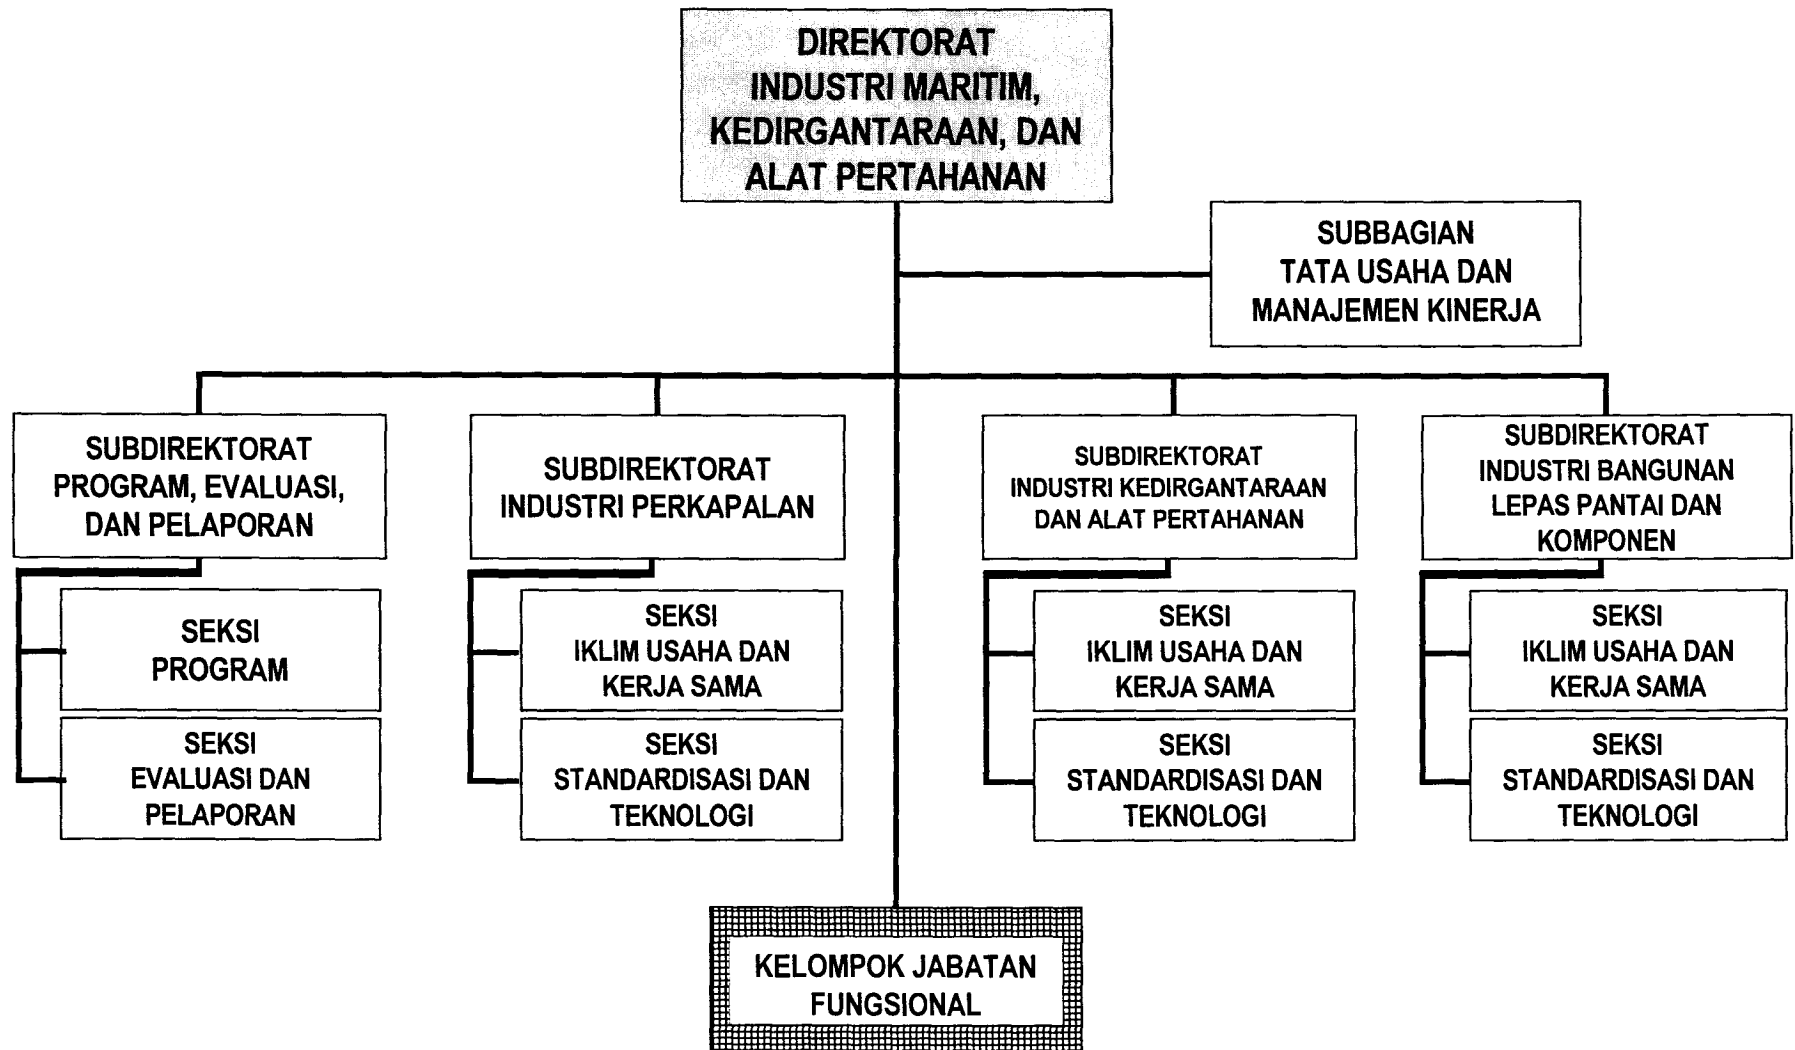 DIREKTORAT
INDUSTRI MARITIM,
KEDIRGANTARAAN, DAN
ALAT PERTAHANAN
SUBBAGIAN
TATA USAHA DAN
MANAJEMEN KINERJA
SUBDIREKTORAT
PROGRAM, EVALUASI,
DAN PELAPORAN
SUBDIREKTORAT
INDUSTRI PERKAPALAN
SUBDIREKTORAT
INDUSTRI KEDIRGANTARAAN
DAN ALAT PERTAHANAN
SUBDIREKTORAT
INDUSTRI BANGUNAN
LEPAS PANTAI DAN
KOMPONEN
SEKSI
PROGRAM
SEKSI
IKLIM USAHA DAN
KERJA SAMA
SEKSI
IKLIM USAHA DAN
KERJA SAMA
SEKSI
IKLIM USAHA DAN
KERJA SAMA
SEKSI
EVALUASI DAN
PELAPORAN
SEKSI
STANDARDISASI DAN
TEKNOLOGI
SEKSI
STANDARDISASI DAN
TEKNOLOGI
SEKSI
STANDARDISASI DAN
TEKNOLOGI
KELOMPOK JABATAN
FUNGSIONAL